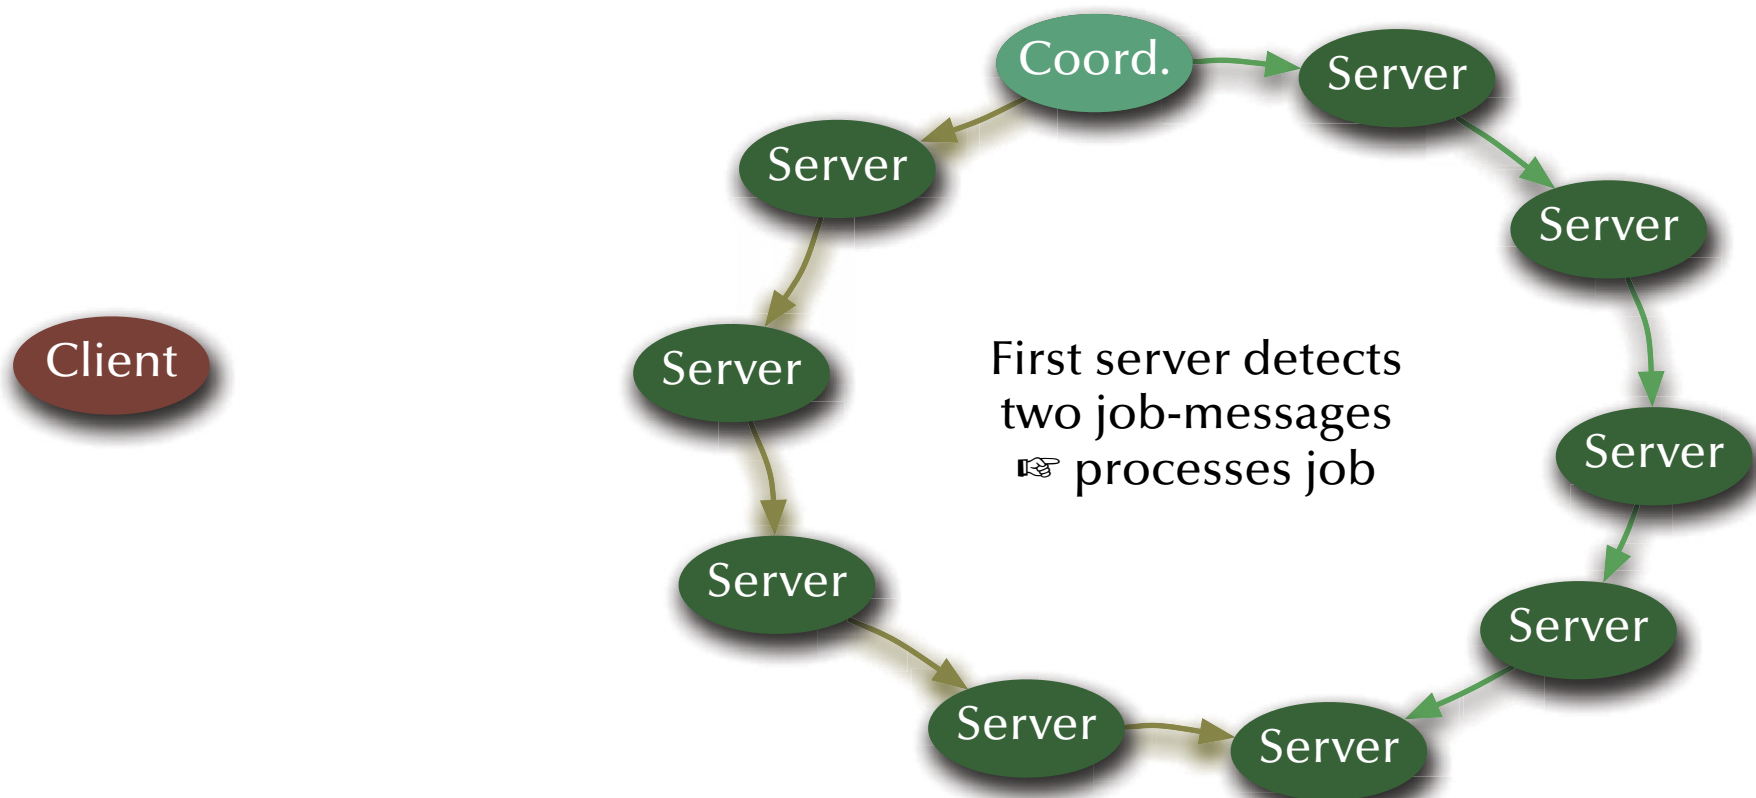 Coord.
Server
Server
Server
Client
Server
First server detects
two job-messages
☞ processes job
Server
Server
Server
Server
Server